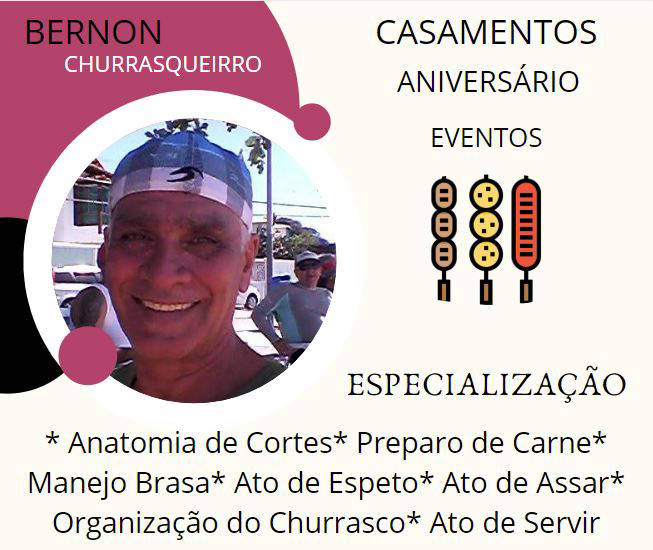 BERNON
CHURRASQUEIRRO
CASAMENTOS
ANIVERSÁRIO
EVENTOS
ESPECIALIZAÇÃO
* Anatomia de Cortes* Preparo de Carne*
Manejo Brasa* Ato de Espeto* Ato de Assar*
Organização do Churrasco* Ato de Servir